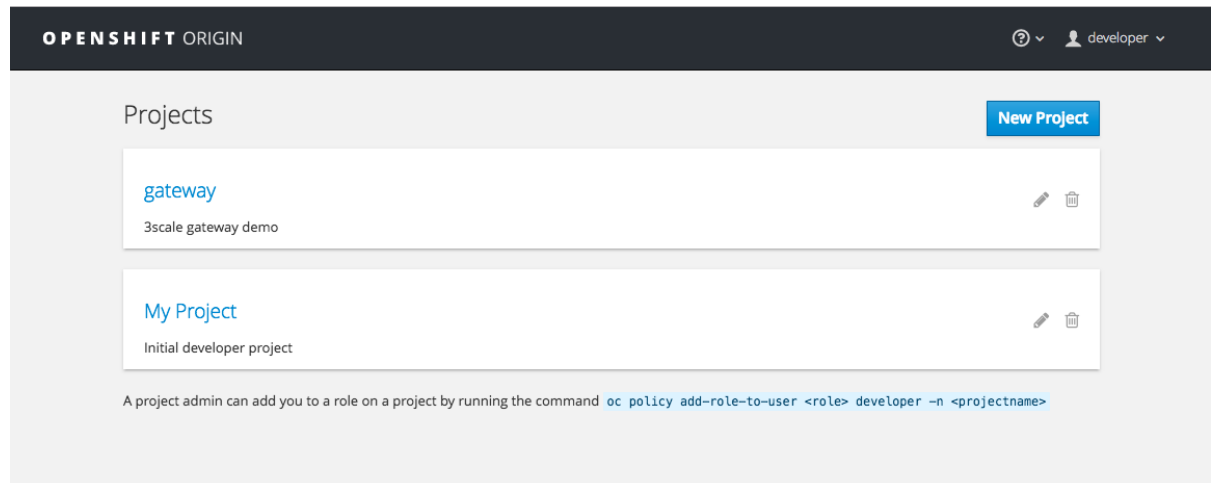 OPENSHIFT ORIGIN
developer
Projects
New Project
gateway
3scale gateway demo
My Project
Initial developer project
A project admin can add you to a role on a project by running the command oc policy add-role-to-user <role> developer -n <projectname>